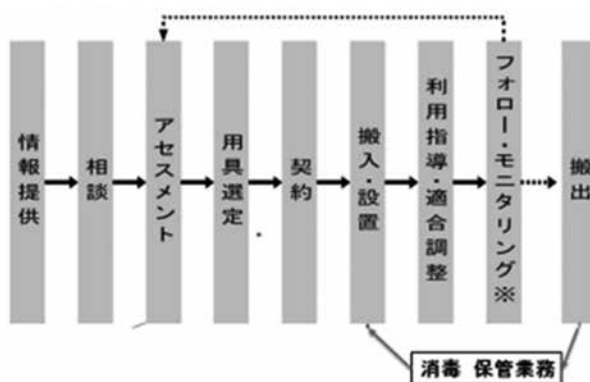 情報提供
相談
アセスメント
用具選定
契約
搬入・設置
利用指導・適合調整
フォロー・モニタリング※
搬出
消毒 保管業務